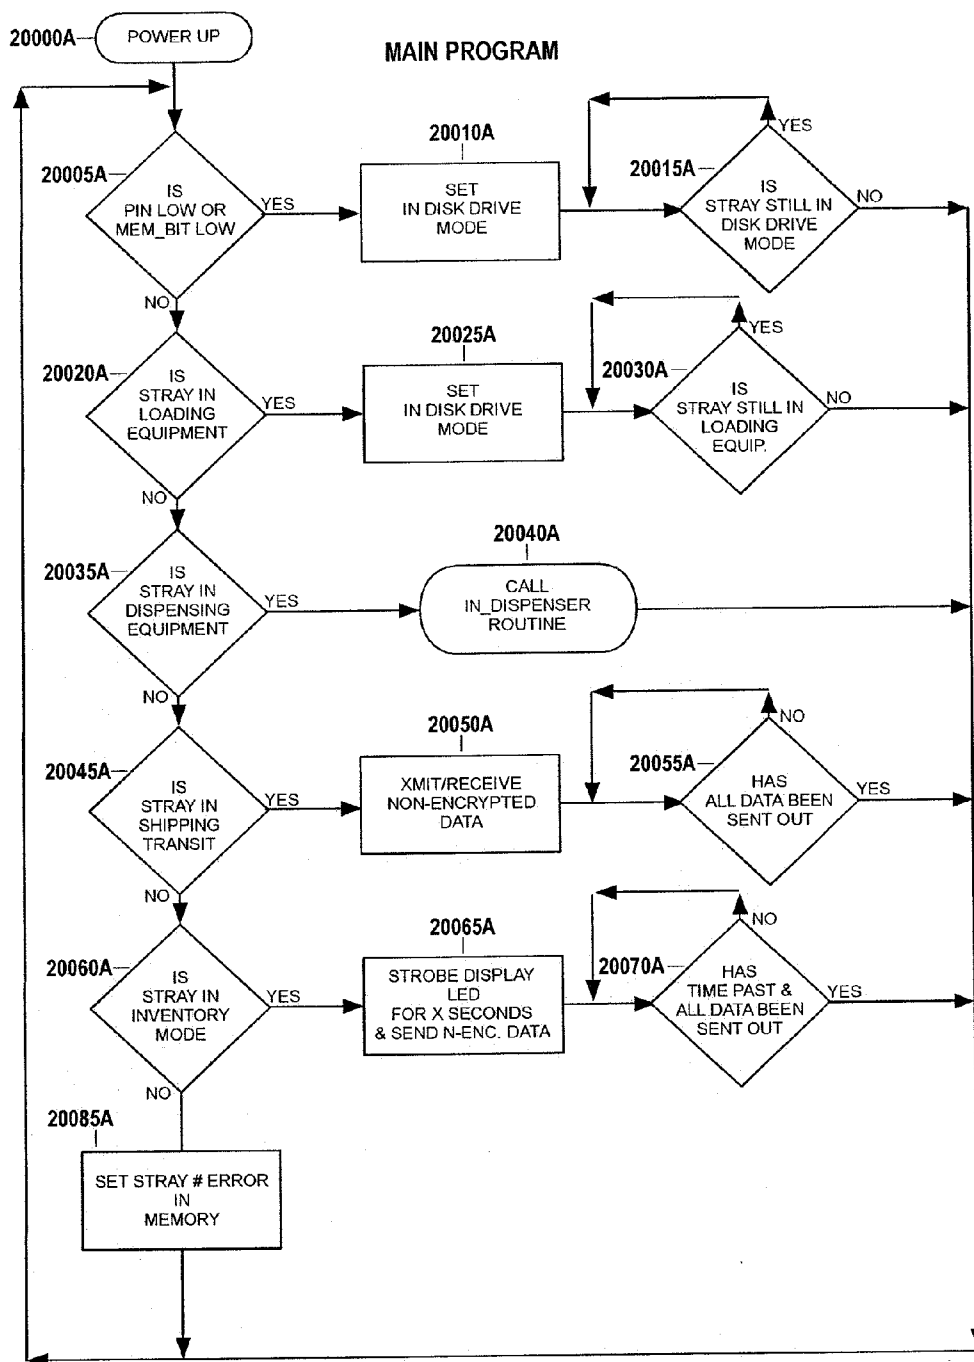 20000A
POWER UP
MAIN PROGRAM
20005A
IS
PIN LOW OR
MEM_BIT LOW
YES
NO
20010A
SET
IN DISK DRIVE
MODE
20015A
IS
STRAY STILL IN
DISK DRIVE
MODE
YES
NO
20020A
IS
STRAY IN
LOADING
EQUIPMENT
YES
NO
20025A
SET
IN DISK DRIVE
MODE
20030A
IS
STRAY STILL IN
LOADING
EQUIP.
YES
NO
20035A
IS
STRAY IN
DISPENSING
EQUIPMENT
YES
NO
20040A
CALL
IN_DISPENSER
ROUTINE
20045A
IS
STRAY IN
SHIPPING
TRANSIT
YES
NO
20050A
XMIT/RECEIVE
NON-ENCRYPTED
DATA
20055A
HAS
ALL DATA BEEN
SENT OUT
NO
YES
20060A
IS
STRAY IN
INVENTORY
MODE
YES
NO
20065A
STROBE DISPLAY
LED
FOR X SECONDS
& SEND N-ENC. DATA
20070A
HAS
TIME PAST &
ALL DATA BEEN
SENT OUT
NO
YES
20085A
SET STRAY # ERROR
IN
MEMORY